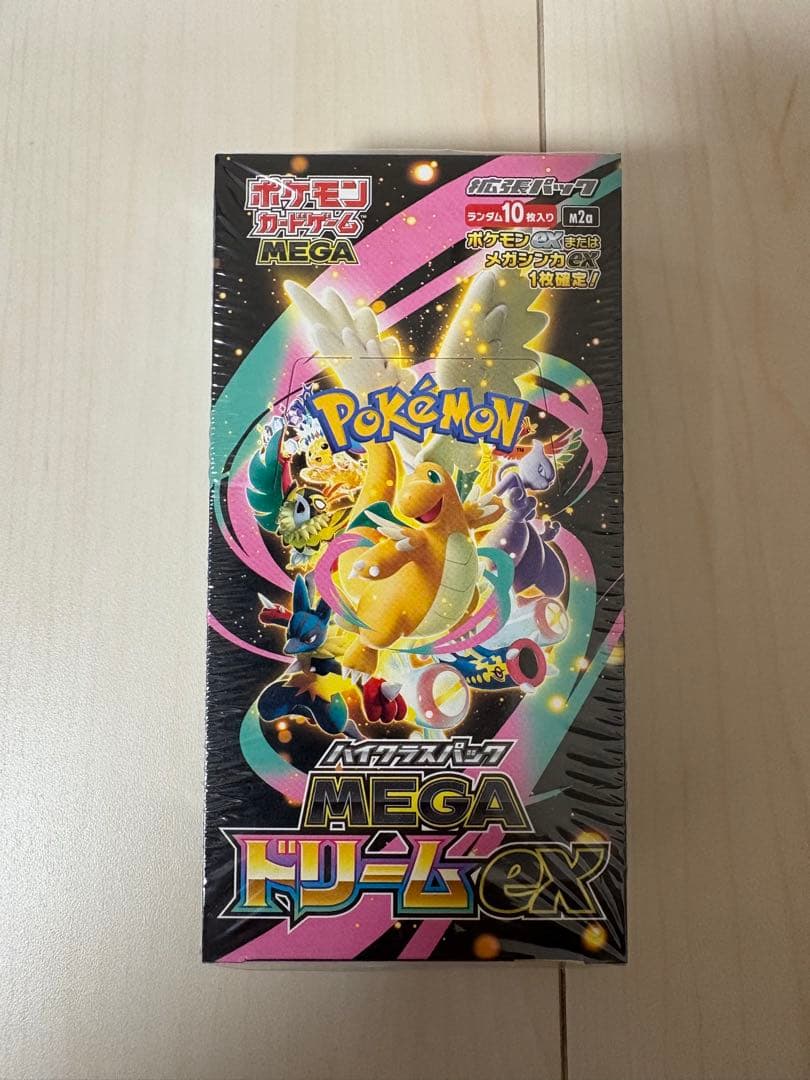 ポケモン
カードゲーム™
MEGA
拡張パック
ランダム10枚入り
M2a
ポケモンexまたは
メガシンカex
1枚確定!
POKéMON™
ハイクラスパック
MEGA
ドリームex